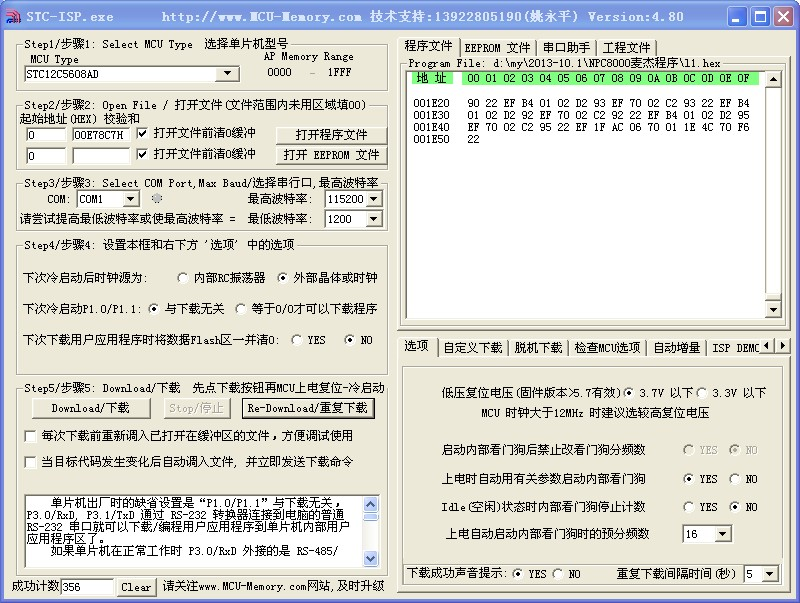 STC-ISP.exe http://www.MCU-Memory.com 技术支持:13922805190(姚永平) Version:4.80
Step1/步骤1: Select MCU Type 选择单片机型号
MCU Type AP Memory Range
STC12C5608AD 0000 - 1FFF
Step2/步骤2: Open File / 打开文件(文件范围内未用区域填00)
起始地址(HEX) 校验和
0 00E78C7H 打开文件前清0缓冲 打开程序文件
0 打开文件前清0缓冲 打开 EEPROM 文件
Step3/步骤3: Select COM Port,Max Baud/选择串行口,最高波特率
COM: COM1 最高波特率: 115200
请尝试提高最低波特率或使最高波特率 = 最低波特率: 1200
Step4/步骤4: 设置本框和右下方 '选项' 中的选项
下次冷启动后时钟源为: 内部RC振荡器 外部晶体或时钟
下次冷启动P1.0/P1.1: 与下载无关 等于0/0才可以下载程序
下次下载用户应用程序时将数据Flash区一并清0: YES NO
Step5/步骤5: Download/下载 先点下载按钮再MCU上电复位-冷启动
Download/下载 Stop/停止 Re-Download/重复下载
每次下载前重新调入已打开在缓冲区的文件，方便调试使用
当目标代码发生变化后自动调入文件, 并立即发送下载命令
单片机出厂时的缺省设置是“P1.0/P1.1”与下载无关，
P3.0/RxD, P3.1/TxD 通过 RS-232 转换器连接到电脑的普通
RS-232 串口就可以下载/编程用户应用程序到单片机内部用户
应用程序区了。
如果单片机在正常工作时 P3.0/RxD 外接的是 RS-485/
成功计数 356 Clear 请关注www.MCU-Memory.com网站,及时升级
程序文件 EEPROM 文件 串口助手 工程文件
Program File: d:\my\2013-10.1\NPC8000麦杰程序\11.hex
地 址 00 01 02 03 04 05 06 07 08 09 0A 0B 0C 0D 0E 0F
001E20 90 22 EF B4 01 02 D2 93 EF 70 02 C2 93 22 EF B4
001E30 01 02 D2 92 EF 70 02 C2 92 22 EF B4 01 02 D2 95
001E40 EF 70 02 C2 95 22 EF 1F AC 06 70 01 1E 4C 70 F6
001E50 22
选项 自定义下载 脱机下载 检查MCU选项 自动增量 ISP DEMO
低压复位电压(固件版本>5.7有效) 3.7V 以下 3.3V 以下
MCU 时钟大于12MHz 时建议选较高复位电压
启动内部看门狗后禁止改看门狗分频数 YES NO
上电时自动用有关参数启动内部看门狗 YES NO
Idle(空闲)状态时内部看门狗停止计数 YES NO
上电自动启动内部看门狗时的预分频数 16
下载成功声音提示: YES NO 重复下载间隔时间(秒) 5